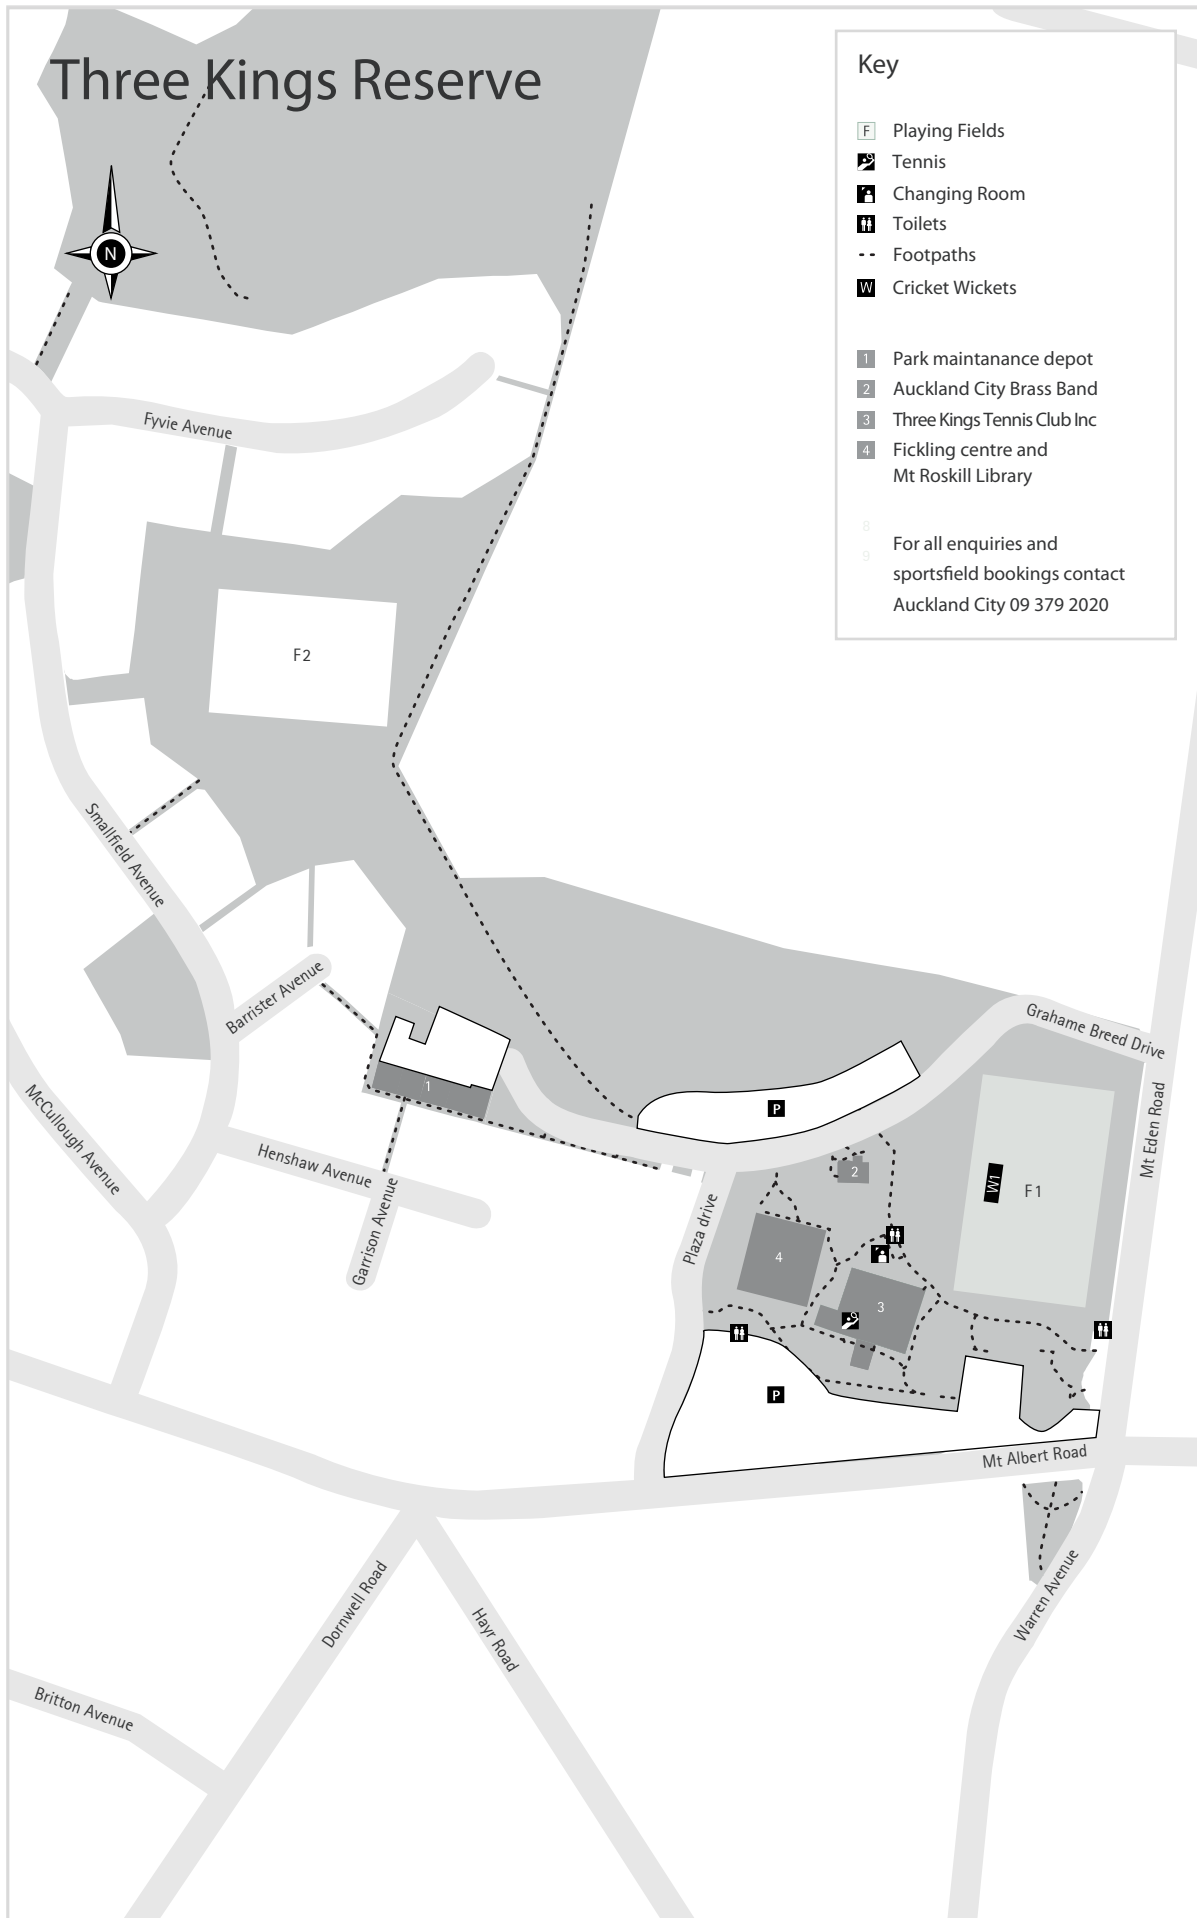 Three Kings Reserve
N
Key
F Playing Fields
Tennis
Changing Room
Toilets
Footpaths
W Cricket Wickets
1 Park maintanance depot
2 Auckland City Brass Band
3 Three Kings Tennis Club Inc
4 Fickling centre and
Mt Roskill Library
8
9
For all enquiries and
sportsfield bookings contact
Auckland City 09 379 2020
Fyvie Avenue
F2
Smallfield Avenue
Barrister Avenue
Grahame Breed Drive
McCullough Avenue
1
P
Mt Eden Road
Henshaw Avenue
Garrison Avenue
Plaza drive
2
W1
F1
4
3
P
Mt Albert Road
Warren Avenue
Dornwell Road
Hayr Road
Britton Avenue